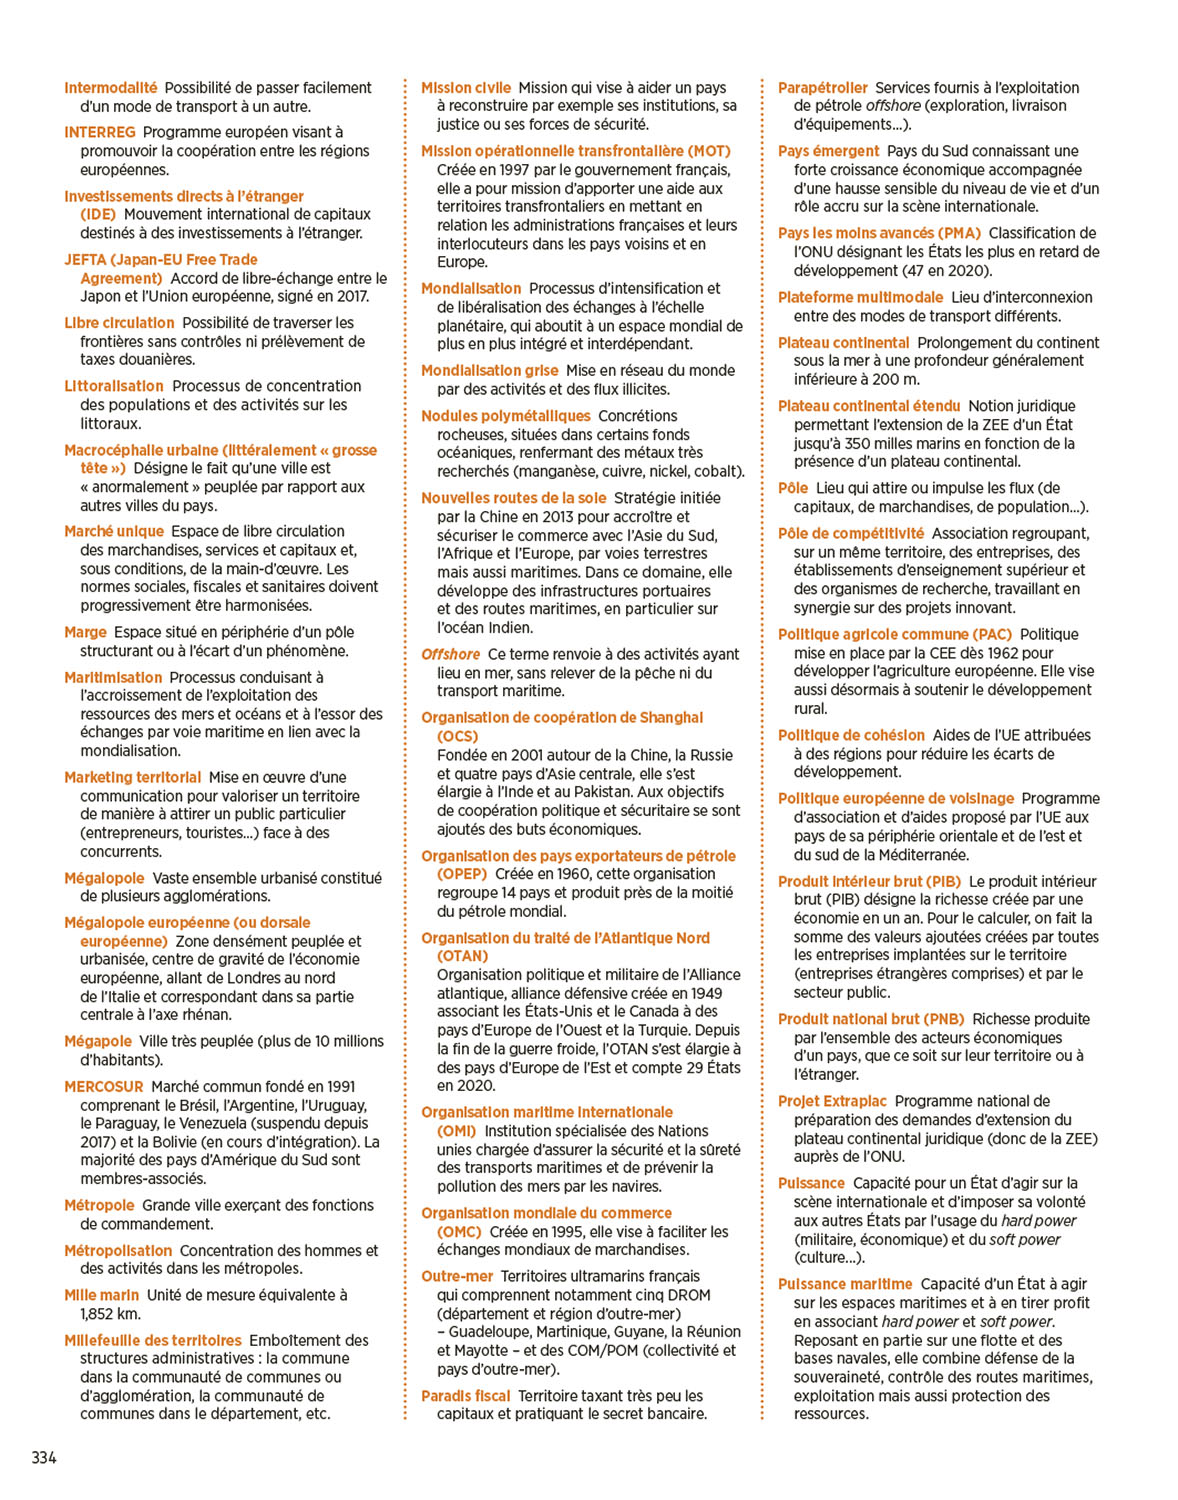 Intermodalité Possibilité de passer facilement
d'un mode de transport à un autre.
INTERREG Programme européen visant à
promouvoir la coopération entre les régions
européennes.
Investissements directs à l'étranger
(IDE) Mouvement international de capitaux
destinés à des investissements à l'étranger.
JEFTA (Japan-EU Free Trade
Agreement) Accord de libre-échange entre le
Japon et l'Union européenne, signé en 2017.
Libre circulation Possibilité de traverser les
frontières sans contrôles ni prélèvement de
taxes douanières.
Littoralisation Processus de concentration
des populations et des activités sur les
littoraux.
Macrocéphalie urbaine (littéralement « grosse
tête ») Désigne le fait qu'une ville est
« anormalement » peuplée par rapport aux
autres villes du pays.
Marché unique Espace de libre circulation
des marchandises, services et capitaux et,
sous conditions, de la main-d'œuvre. Les
normes sociales, fiscales et sanitaires doivent
progressivement être harmonisées.
Marge Espace situé en périphérie d'un pôle
structurant ou à l'écart d'un phénomène.
Maritimisation Processus conduisant à
l'accroissement de l'exploitation des
ressources des mers et océans et à l'essor des
échanges par voie maritime en lien avec la
mondialisation.
Marketing territorial Mise en œuvre d'une
communication pour valoriser un territoire
de manière à attirer un public particulier
(entrepreneurs, touristes…) face à des
concurrents.
Mégalopole Vaste ensemble urbanisé constitué
de plusieurs agglomérations.
Mégalopole européenne (ou dorsale
européenne) Zone densément peuplée et
urbanisée, centre de gravité de l'économie
européenne, allant de Londres au nord
de l'Italie et correspondant dans sa partie
centrale à l'axe rhénan.
Mégapole Ville très peuplée (plus de 10 millions
d'habitants).
MERCOSUR Marché commun fondé en 1991
comprenant le Brésil, l'Argentine, l'Uruguay,
le Paraguay, le Venezuela (suspendu depuis
2017) et la Bolivie (en cours d'intégration). La
majorité des pays d'Amérique du Sud sont
membres-associés.
Métropole Grande ville exerçant des fonctions
de commandement.
Métropolisation Concentration des hommes et
des activités dans les métropoles.
Mille marin Unité de mesure équivalente à
1,852 km.
Millefeuille des territoires Emboîtement des
structures administratives : la commune
dans la communauté de communes ou
d'agglomération, la communauté de
communes dans le département, etc.
Mission civile Mission qui vise à aider un pays
à reconstruire par exemple ses institutions, sa
justice ou ses forces de sécurité.
Mission opérationnelle transfrontalière (MOT)
Créée en 1997 par le gouvernement français,
elle a pour mission d'apporter une aide aux
territoires transfrontaliers en mettant en
relation les administrations françaises et leurs
interlocuteurs dans les pays voisins et en
Europe.
Mondialisation Processus d'intensification et
de libéralisation des échanges à l'échelle
planétaire, qui aboutit à un espace mondial de
plus en plus intégré et interdépendant.
Mondialisation grise Mise en réseau du monde
par des activités et des flux illicites.
Nodules polymétalliques Concrétions
rocheuses, situées dans certains fonds
océaniques, renfermant des métaux très
recherchés (manganèse, cuivre, nickel, cobalt).
Nouvelles routes de la soie Stratégie initiée
par la Chine en 2013 pour accroître et
sécuriser le commerce avec l'Asie du Sud,
l'Afrique et l'Europe, par voies terrestres
mais aussi maritimes. Dans ce domaine, elle
développe des infrastructures portuaires
et des routes maritimes, en particulier sur
l'océan Indien.
Offshore Ce terme renvoie à des activités ayant
lieu en mer, sans relever de la pêche ni du
transport maritime.
Organisation de coopération de Shanghai
(OCS)
Fondée en 2001 autour de la Chine, la Russie
et quatre pays d'Asie centrale, elle s'est
élargie à l'Inde et au Pakistan. Aux objectifs
de coopération politique et sécuritaire se sont
ajoutés des buts économiques.
Organisation des pays exportateurs de pétrole
(OPEP) Créée en 1960, cette organisation
regroupe 14 pays et produit près de la moitié
du pétrole mondial.
Organisation du traité de l'Atlantique Nord
(OTAN)
Organisation politique et militaire de l'Alliance
atlantique, alliance défensive créée en 1949
associant les États-Unis et le Canada à des
pays d'Europe de l'Ouest et la Turquie. Depuis
la fin de la guerre froide, l'OTAN s'est élargie à
des pays d'Europe de l'Est et compte 29 États
en 2020.
Organisation maritime internationale
(OMI) Institution spécialisée des Nations
unies chargée d'assurer la sécurité et la sûreté
des transports maritimes et de prévenir la
pollution des mers par les navires.
Organisation mondiale du commerce
(OMC) Créée en 1995, elle vise à faciliter les
échanges mondiaux de marchandises.
Outre-mer Territoires ultramarins français
qui comprennent notamment cinq DROM
(département et région d'outre-mer)
– Guadeloupe, Martinique, Guyane, la Réunion
et Mayotte – et des COM/POM (collectivité et
pays d'outre-mer).
Paradis fiscal Territoire taxant très peu les
capitaux et pratiquant le secret bancaire.
Parapétrolier Services fournis à l'exploitation
de pétrole offshore (exploration, livraison
d'équipements…).
Pays émergent Pays du Sud connaissant une
forte croissance économique accompagnée
d'une hausse sensible du niveau de vie et d'un
rôle accru sur la scène internationale.
Pays les moins avancés (PMA) Classification de
l'ONU désignant les États les plus en retard de
développement (47 en 2020).
Plateforme multimodale Lieu d'interconnexion
entre des modes de transport différents.
Plateau continental Prolongement du continent
sous la mer à une profondeur généralement
inférieure à 200 m.
Plateau continental étendu Notion juridique
permettant l'extension de la ZEE d'un État
jusqu'à 350 milles marins en fonction de la
présence d'un plateau continental.
Pôle Lieu qui attire ou impulse les flux (de
capitaux, de marchandises, de population…).
Pôle de compétitivité Association regroupant,
sur un même territoire, des entreprises, des
établissements d'enseignement supérieur et
des organismes de recherche, travaillant en
synergie sur des projets innovant.
Politique agricole commune (PAC) Politique
mise en place par la CEE dès 1962 pour
développer l'agriculture européenne. Elle vise
aussi désormais à soutenir le développement
rural.
Politique de cohésion Aides de l'UE attribuées
à des régions pour réduire les écarts de
développement.
Politique européenne de voisinage Programme
d'association et d'aides proposé par l'UE aux
pays de sa périphérie orientale et de l'est et
du sud de la Méditerranée.
Produit intérieur brut (PIB) Le produit intérieur
brut (PIB) désigne la richesse créée par une
économie en un an. Pour le calculer, on fait la
somme des valeurs ajoutées créées par toutes
les entreprises implantées sur le territoire
(entreprises étrangères comprises) et par le
secteur public.
Produit national brut (PNB) Richesse produite
par l'ensemble des acteurs économiques
d'un pays, que ce soit sur leur territoire ou à
l'étranger.
Projet Extraplac Programme national de
préparation des demandes d'extension du
plateau continental juridique (donc de la ZEE)
auprès de l'ONU.
Puissance Capacité pour un État d'agir sur la
scène internationale et d'imposer sa volonté
aux autres États par l'usage du hard power
(militaire, économique) et du soft power
(culture…).
Puissance maritime Capacité d'un État à agir
sur les espaces maritimes et à en tirer profit
en associant hard power et soft power.
Reposant en partie sur une flotte et des
bases navales, elle combine défense de la
souveraineté, contrôle des routes maritimes,
exploitation mais aussi protection des
ressources.
334